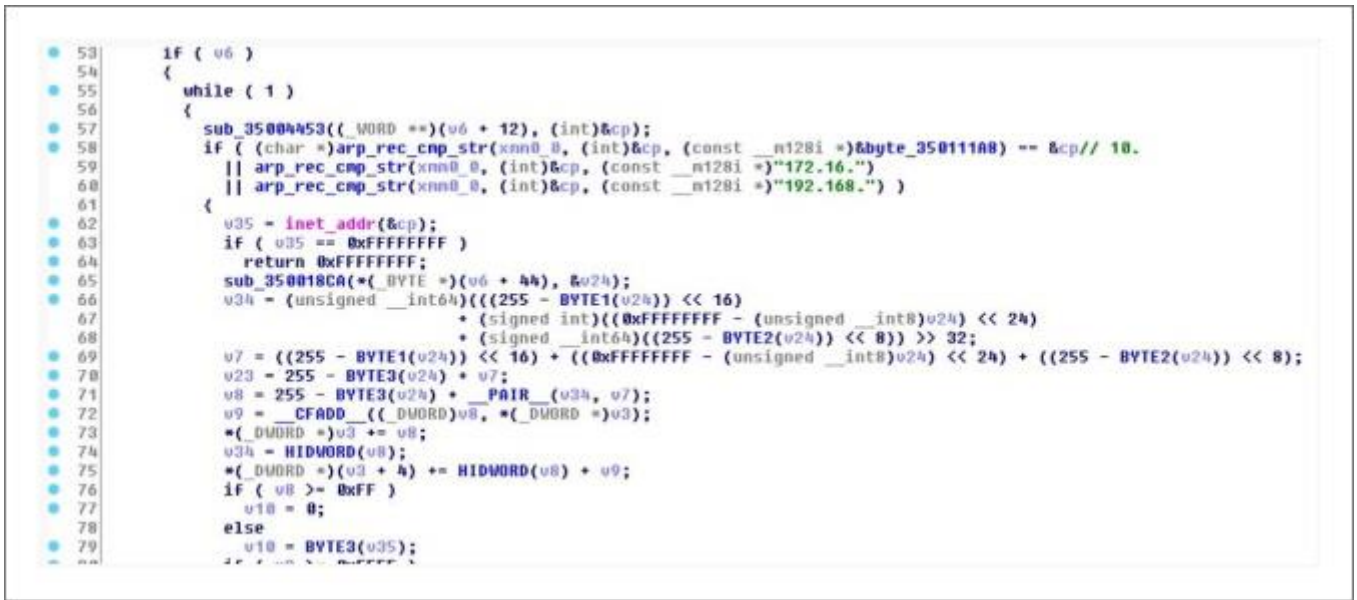 53 if ( v6 )
54 {
55 while ( 1 )
56 {
57 sub_35004453((_WORD **)(v6 + 12), (int)&cp);
58 if ( (char *)arp_rec_cmp_str(xmm0_0, (int)&cp, (const __m128i *)&byte_350111A8) == &cp// 10.
59 || arp_rec_cmp_str(xmm0_0, (int)&cp, (const __m128i *)"172.16.")
60 || arp_rec_cmp_str(xmm0_0, (int)&cp, (const __m128i *)"192.168.") )
61 {
62 v35 = inet_addr(&cp);
63 if ( v35 == 0xFFFFFFFF )
64 return 0xFFFFFFFF;
65 sub_350018CA(*(_BYTE *)(v6 + 44), &v24);
66 v34 = (unsigned __int64)(((255 - BYTE1(v24)) << 16)
67 + (signed int)((0xFFFFFFFF - (unsigned __int8)v24) << 24)
68 + (signed __int64)((255 - BYTE2(v24)) << 8)) >> 32;
69 v7 = ((255 - BYTE1(v24)) << 16) + ((0xFFFFFFFF - (unsigned __int8)v24) << 24) + ((255 - BYTE2(v24)) << 8);
70 v23 = 255 - BYTE3(v24) + v7;
71 v8 = 255 - BYTE3(v24) + __PAIR__(v34, v7);
72 v9 = __CFADD__((_DWORD)v8, *(_DWORD *)v3);
73 *(_DWORD *)v3 += v8;
74 v34 = HIDWORD(v8);
75 *(_DWORD *)(v3 + 4) += HIDWORD(v8) + v9;
76 if ( v8 >= 0xFF )
77 v10 = 0;
78 else
79 v10 = BYTE3(v35);